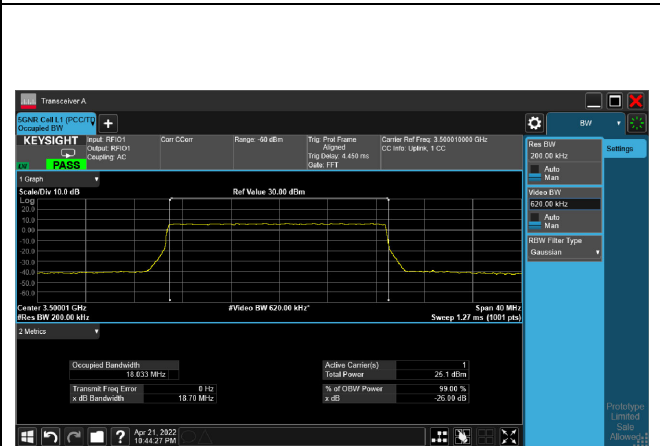 Transceiver A
5GNR Cell L1 (PCC/T
Occupied BW
KEYSIGHT
PASS
Input: RFIO1
Output: RFIO1
Coupling: AC
Corr CCorr
Range: -60 dBm
Trig: Prot Frame
Aligned
Trig Delay: 4.450 ms
Gate: FFT
Carrier Ref Freq: 3.500010000 GHz
CC Info: Uplink, 1 CC
1 Graph
Scale/Div 10.0 dB
Ref Value 30.00 dBm
Log
20.0
10.0
0.00
-10.0
-20.0
-30.0
-40.0
-50.0
-60.0
Center 3.50001 GHz
#Video BW 620.00 kHz*
Span 40 MHz
#Res BW 200.00 kHz
Sweep 1.27 ms (1001 pts)
2 Metrics
Occupied Bandwidth
18.033 MHz
Active Carrier(s) 1
Total Power 25.1 dBm
Transmit Freq Error 0 Hz
x dB Bandwidth 18.70 MHz
% of OBW Power 99.00 %
x dB -26.00 dB
Apr 21, 2022
10:44:27 PM
BW
Res BW
200.00 kHz
Auto
Man
Video BW
620.00 kHz
Auto
Man
RBW Filter Type
Gaussian
Settings
Prototype
Limited
Sale
Allowed